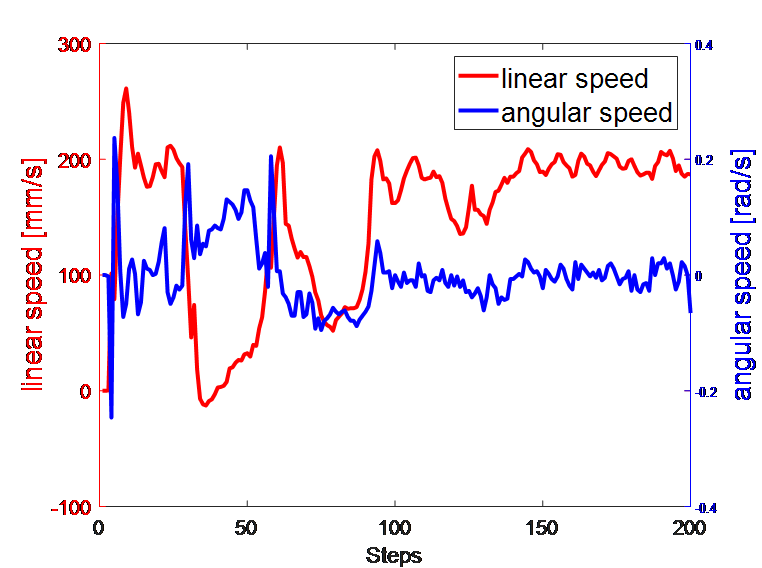 300
200
100
0
-100
linear speed [mm/s]
linear speed
angular speed
0.4
0.2
0
-0.2
-0.4
angular speed [rad/s]
0 50 100 150 200
Steps